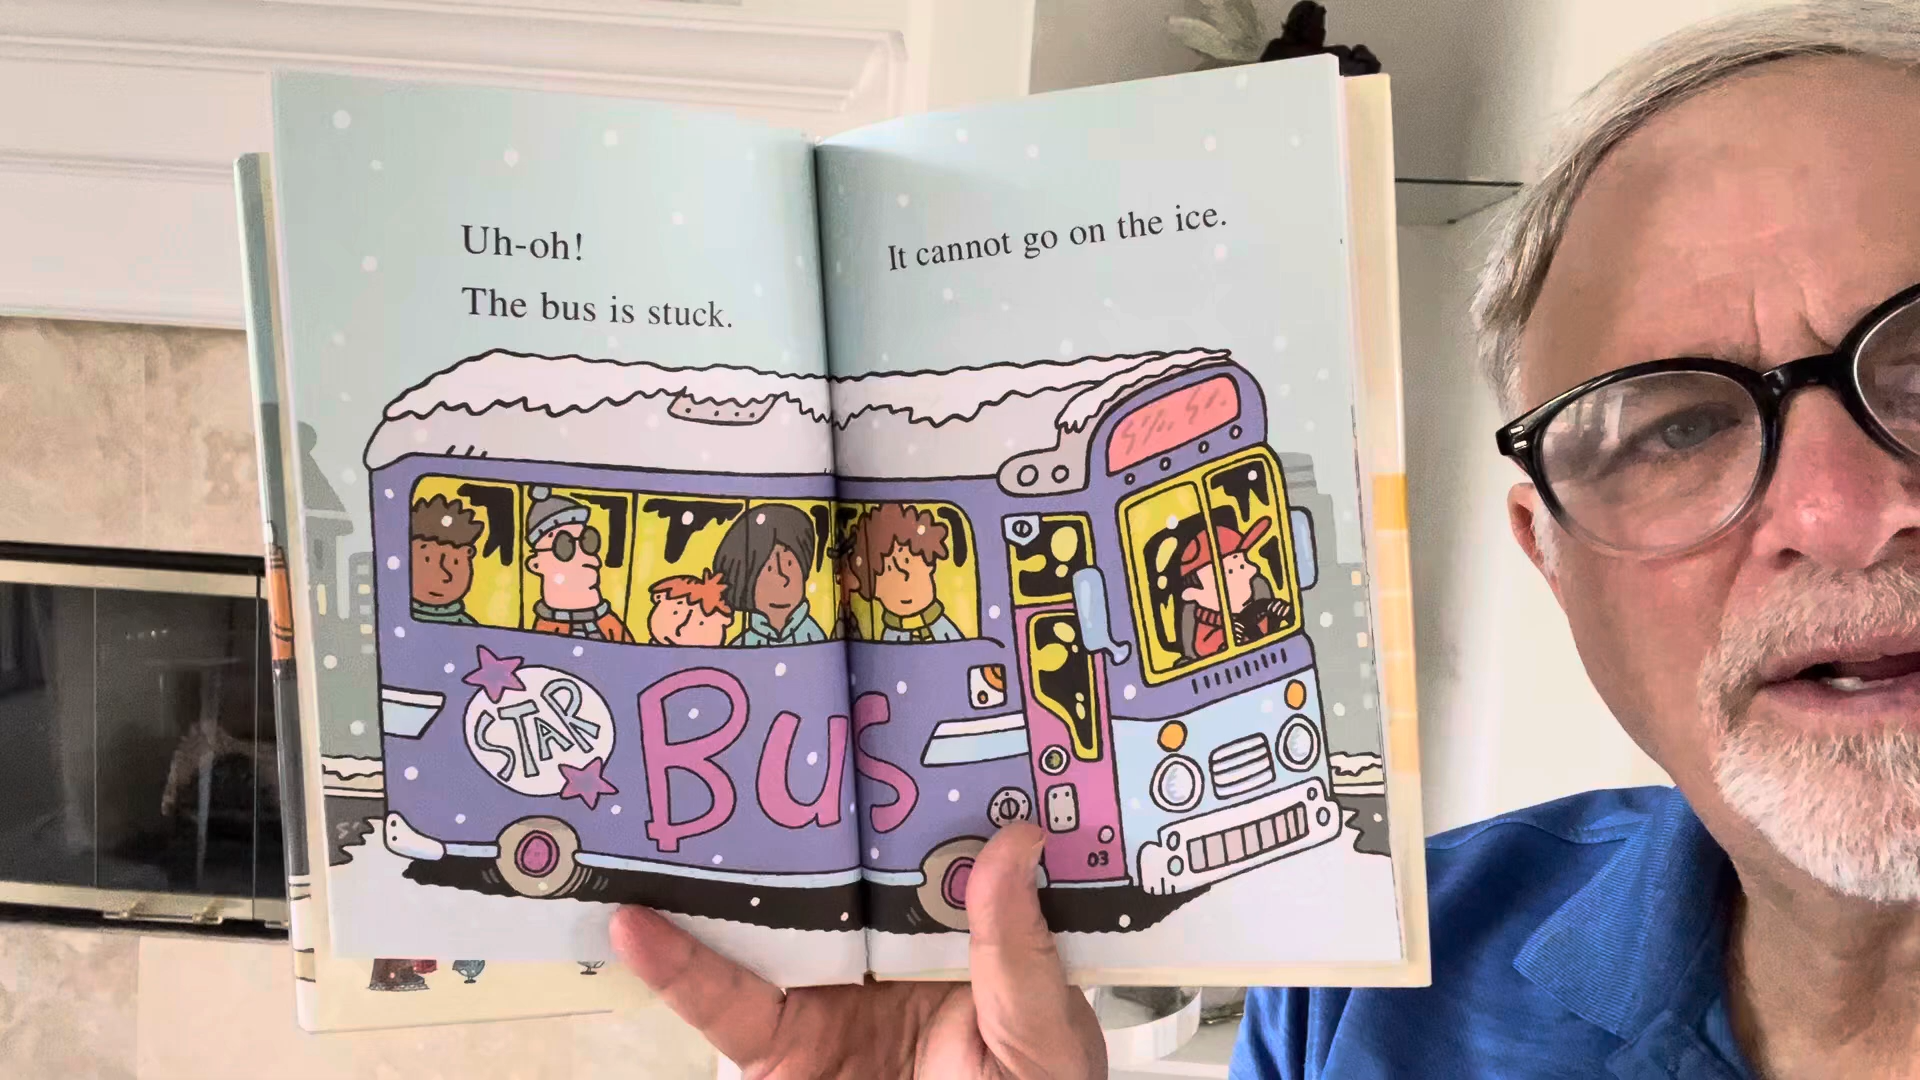 Uh-oh!
The bus is stuck.
It cannot go on the ice.
STAR
Bus
03